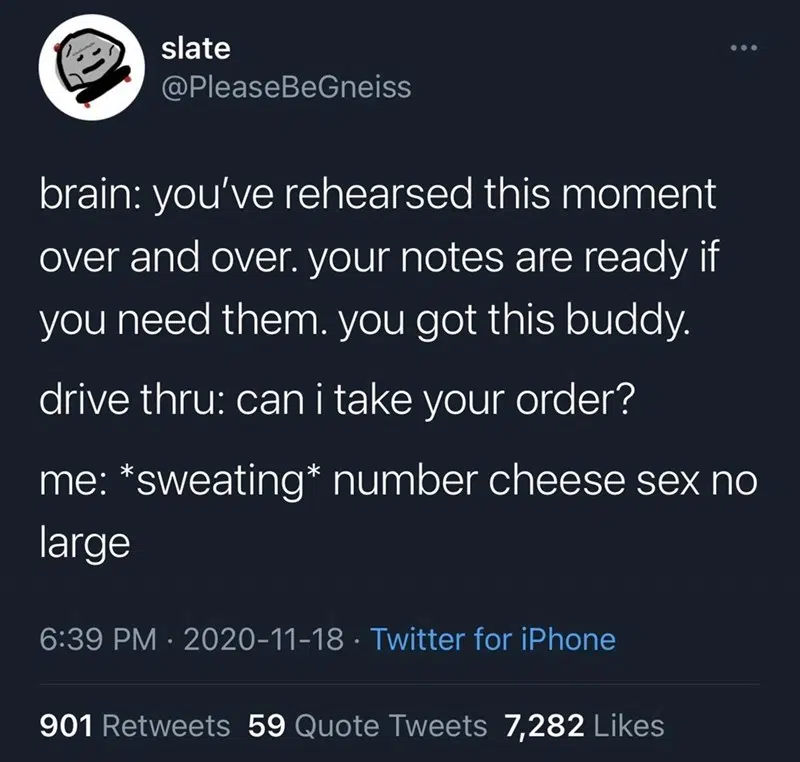 slate
@PleaseBeGneiss
brain: you've rehearsed this moment
over and over. your notes are ready if
you need them. you got this buddy.
drive thru: can i take your order?
me: *sweating* number cheese sex no
large
6:39 PM · 2020-11-18 · Twitter for iPhone
901 Retweets 59 Quote Tweets 7,282 Likes